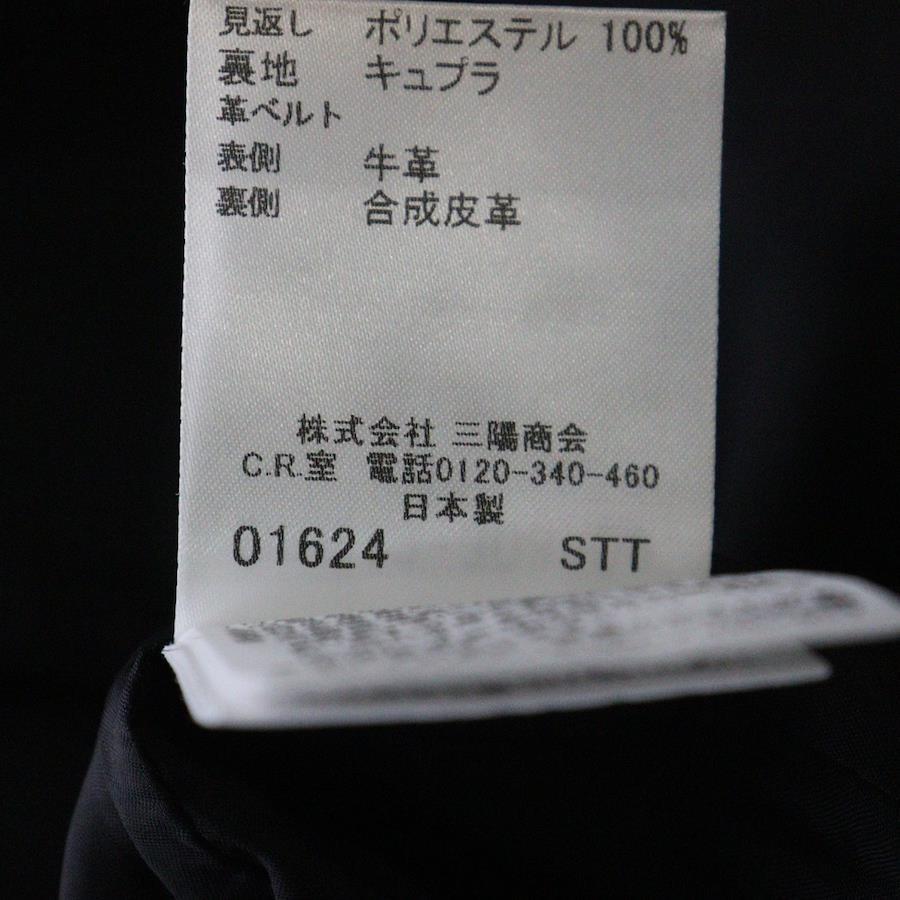 見返し ポリエステル 100%
裏地 キュプラ
革ベルト
表側 牛革
裏側 合成皮革
株式会社 三陽商会
C.R.室 電話0120-340-460
日本製
01624 STT